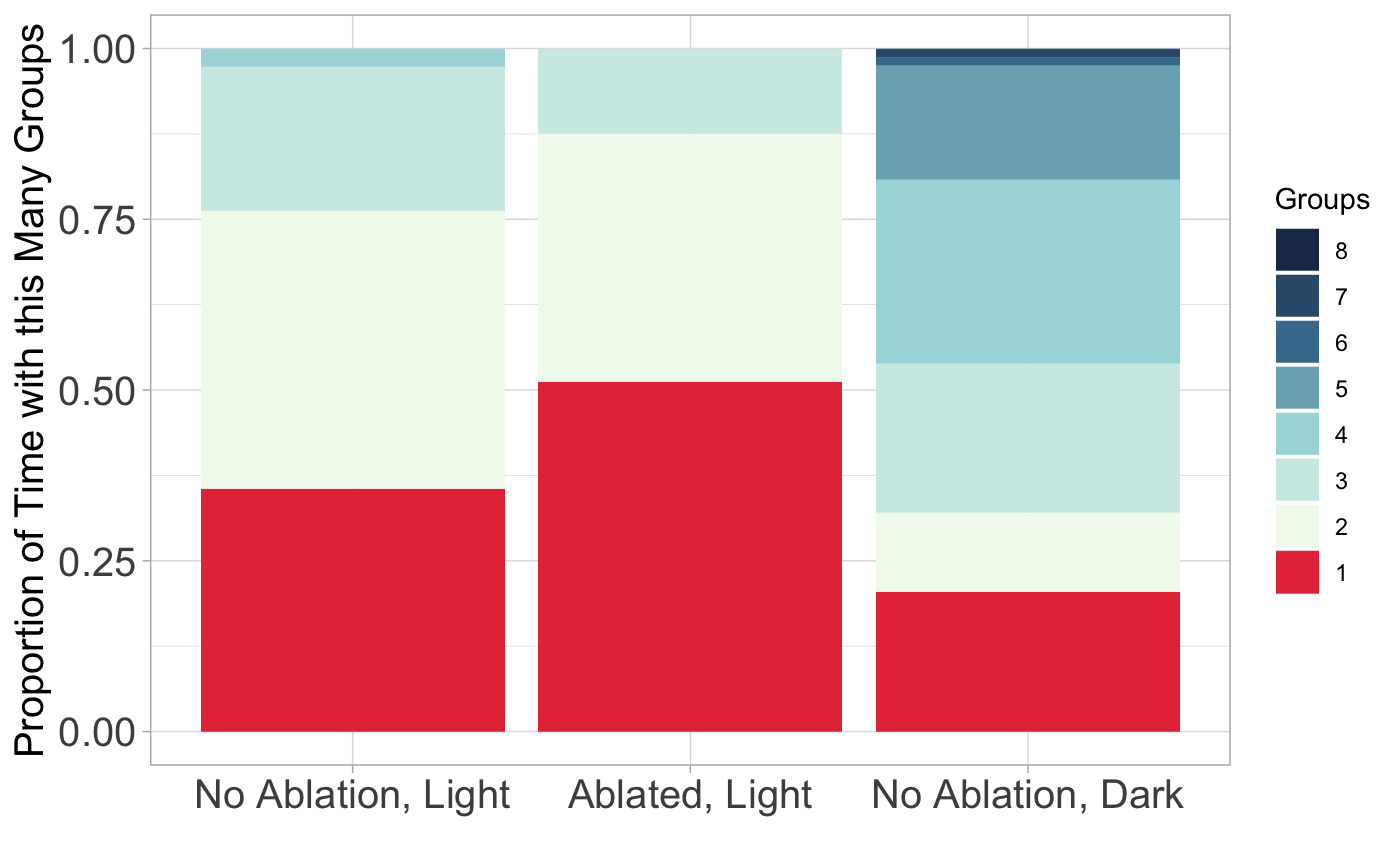 Proportion of Time with this Many Groups
1.00
0.75
0.50
0.25
0.00
No Ablation, Light
Ablated, Light
No Ablation, Dark
Groups
8
7
6
5
4
3
2
1